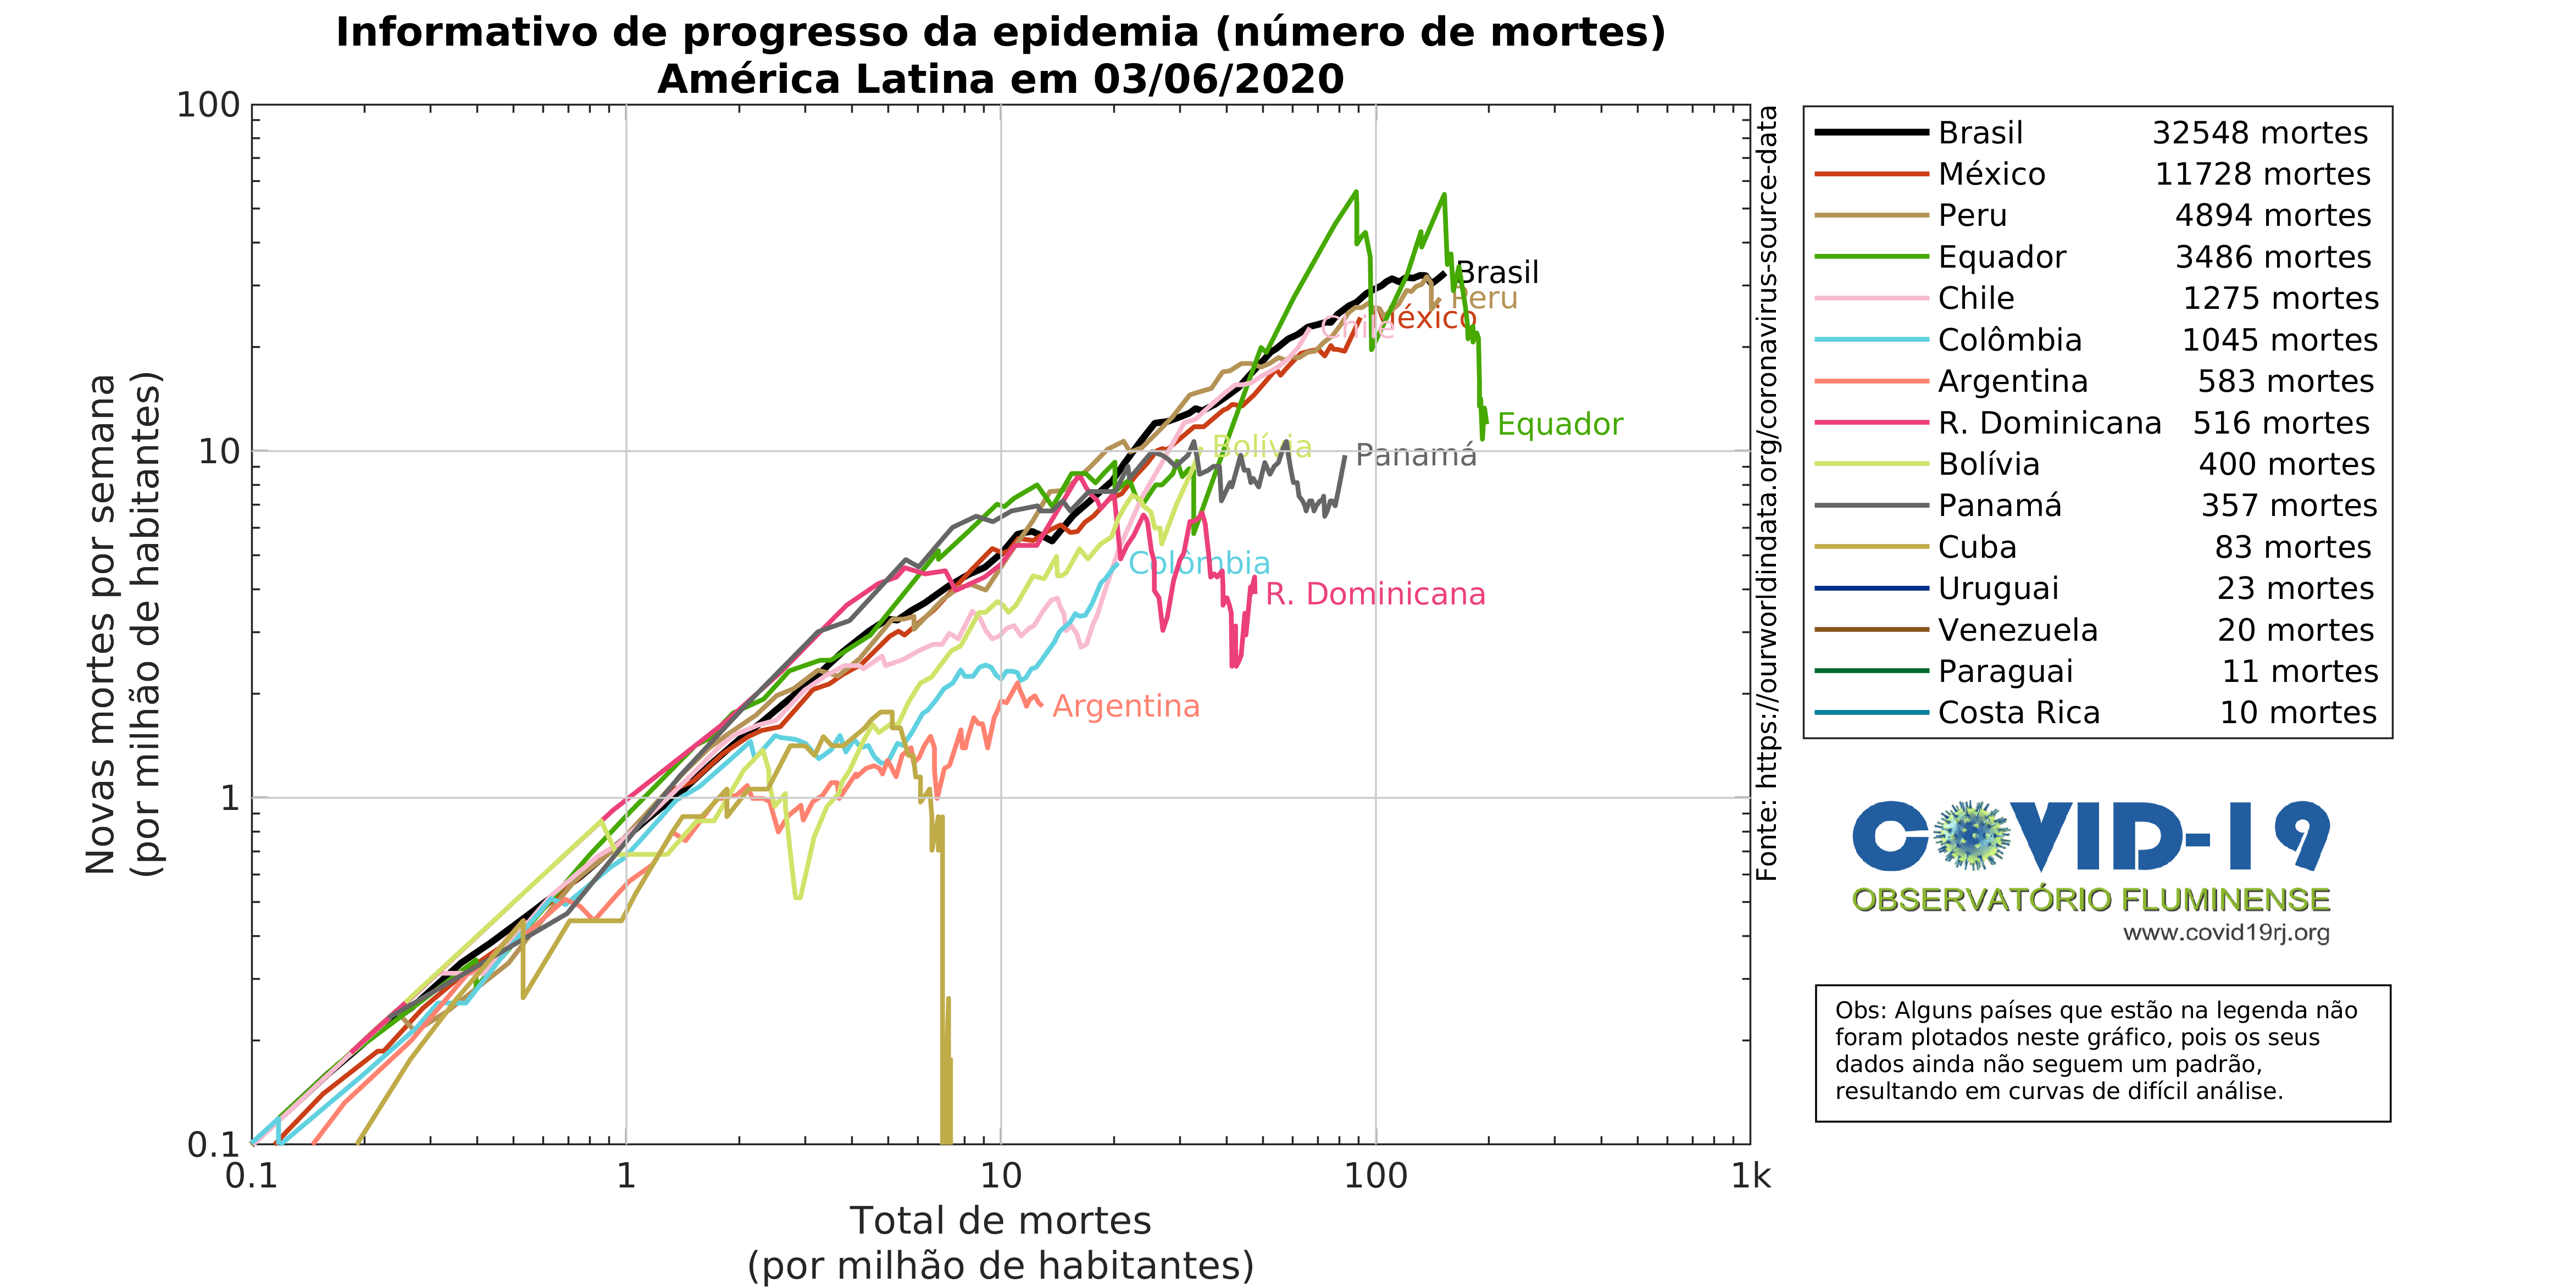 Informativo de progresso da epidemia (número de mortes)
América Latina em 03/06/2020
Novas mortes por semana
(por milhão de habitantes)
100
10
1
0.1
0.1
1
10
100
1k
Total de mortes
(por milhão de habitantes)
Brasil
Peru
México
Chile
Equador
Bolívia
Panamá
Colômbia
R. Dominicana
Argentina
Fonte: https://ourworldindata.org/coronavirus-source-data
Brasil 32548 mortes
México 11728 mortes
Peru 4894 mortes
Equador 3486 mortes
Chile 1275 mortes
Colômbia 1045 mortes
Argentina 583 mortes
R. Dominicana 516 mortes
Bolívia 400 mortes
Panamá 357 mortes
Cuba 83 mortes
Uruguai 23 mortes
Venezuela 20 mortes
Paraguai 11 mortes
Costa Rica 10 mortes
COVID-19
OBSERVATÓRIO FLUMINENSE
www.covid19rj.org
Obs: Alguns países que estão na legenda não
foram plotados neste gráfico, pois os seus
dados ainda não seguem um padrão,
resultando em curvas de difícil análise.